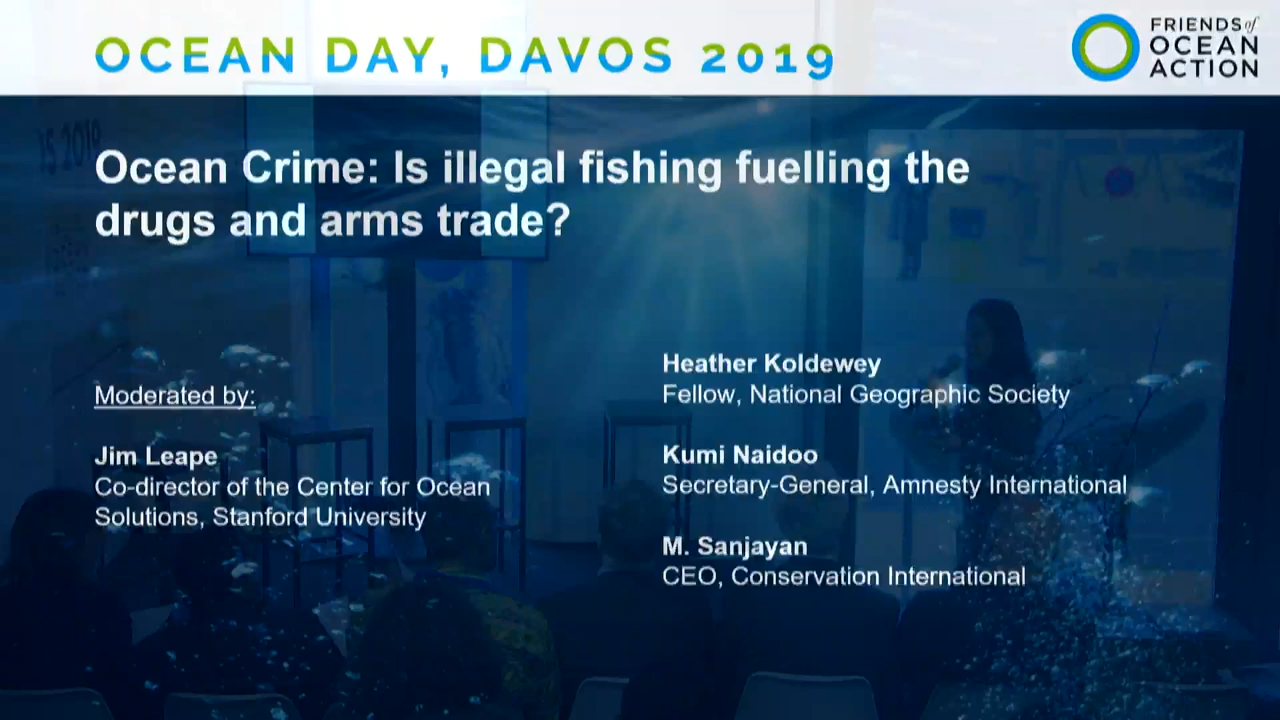 OCEAN DAY, DAVOS 2019
FRIENDS of
OCEAN
ACTION
Ocean Crime: Is illegal fishing fuelling the
drugs and arms trade?
Moderated by:
Jim Leape
Co-director of the Center for Ocean
Solutions, Stanford University
Heather Koldewey
Fellow, National Geographic Society
Kumi Naidoo
Secretary-General, Amnesty International
M. Sanjayan
CEO, Conservation International